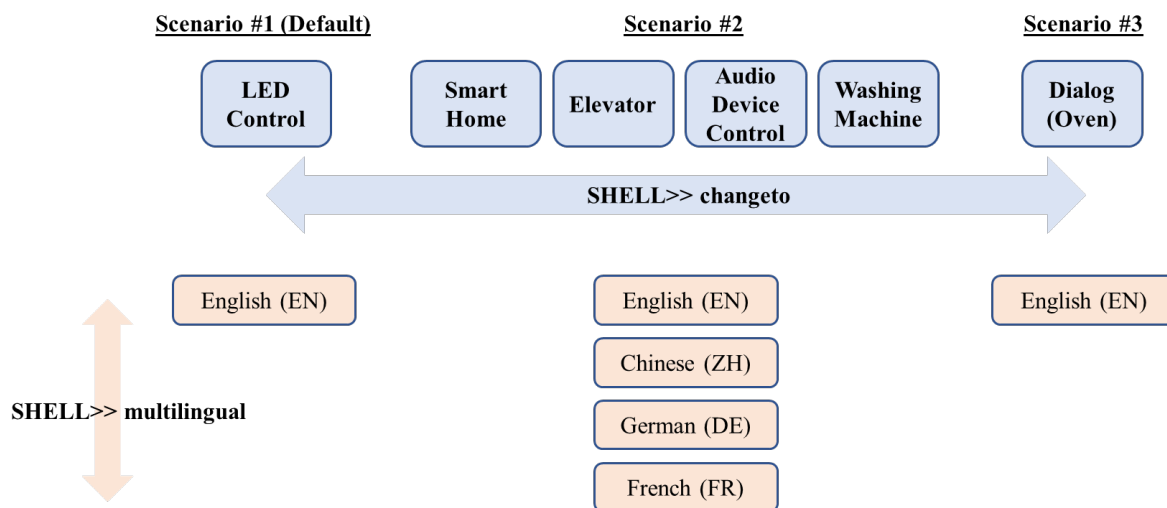 Scenario #1 (Default)
Scenario #2
Scenario #3
LED
Control
Smart
Home
Elevator
Audio
Device
Control
Washing
Machine
Dialog
(Oven)
SHELL>> changeto
English (EN)
English (EN)
English (EN)
Chinese (ZH)
SHELL>> multilingual
German (DE)
French (FR)